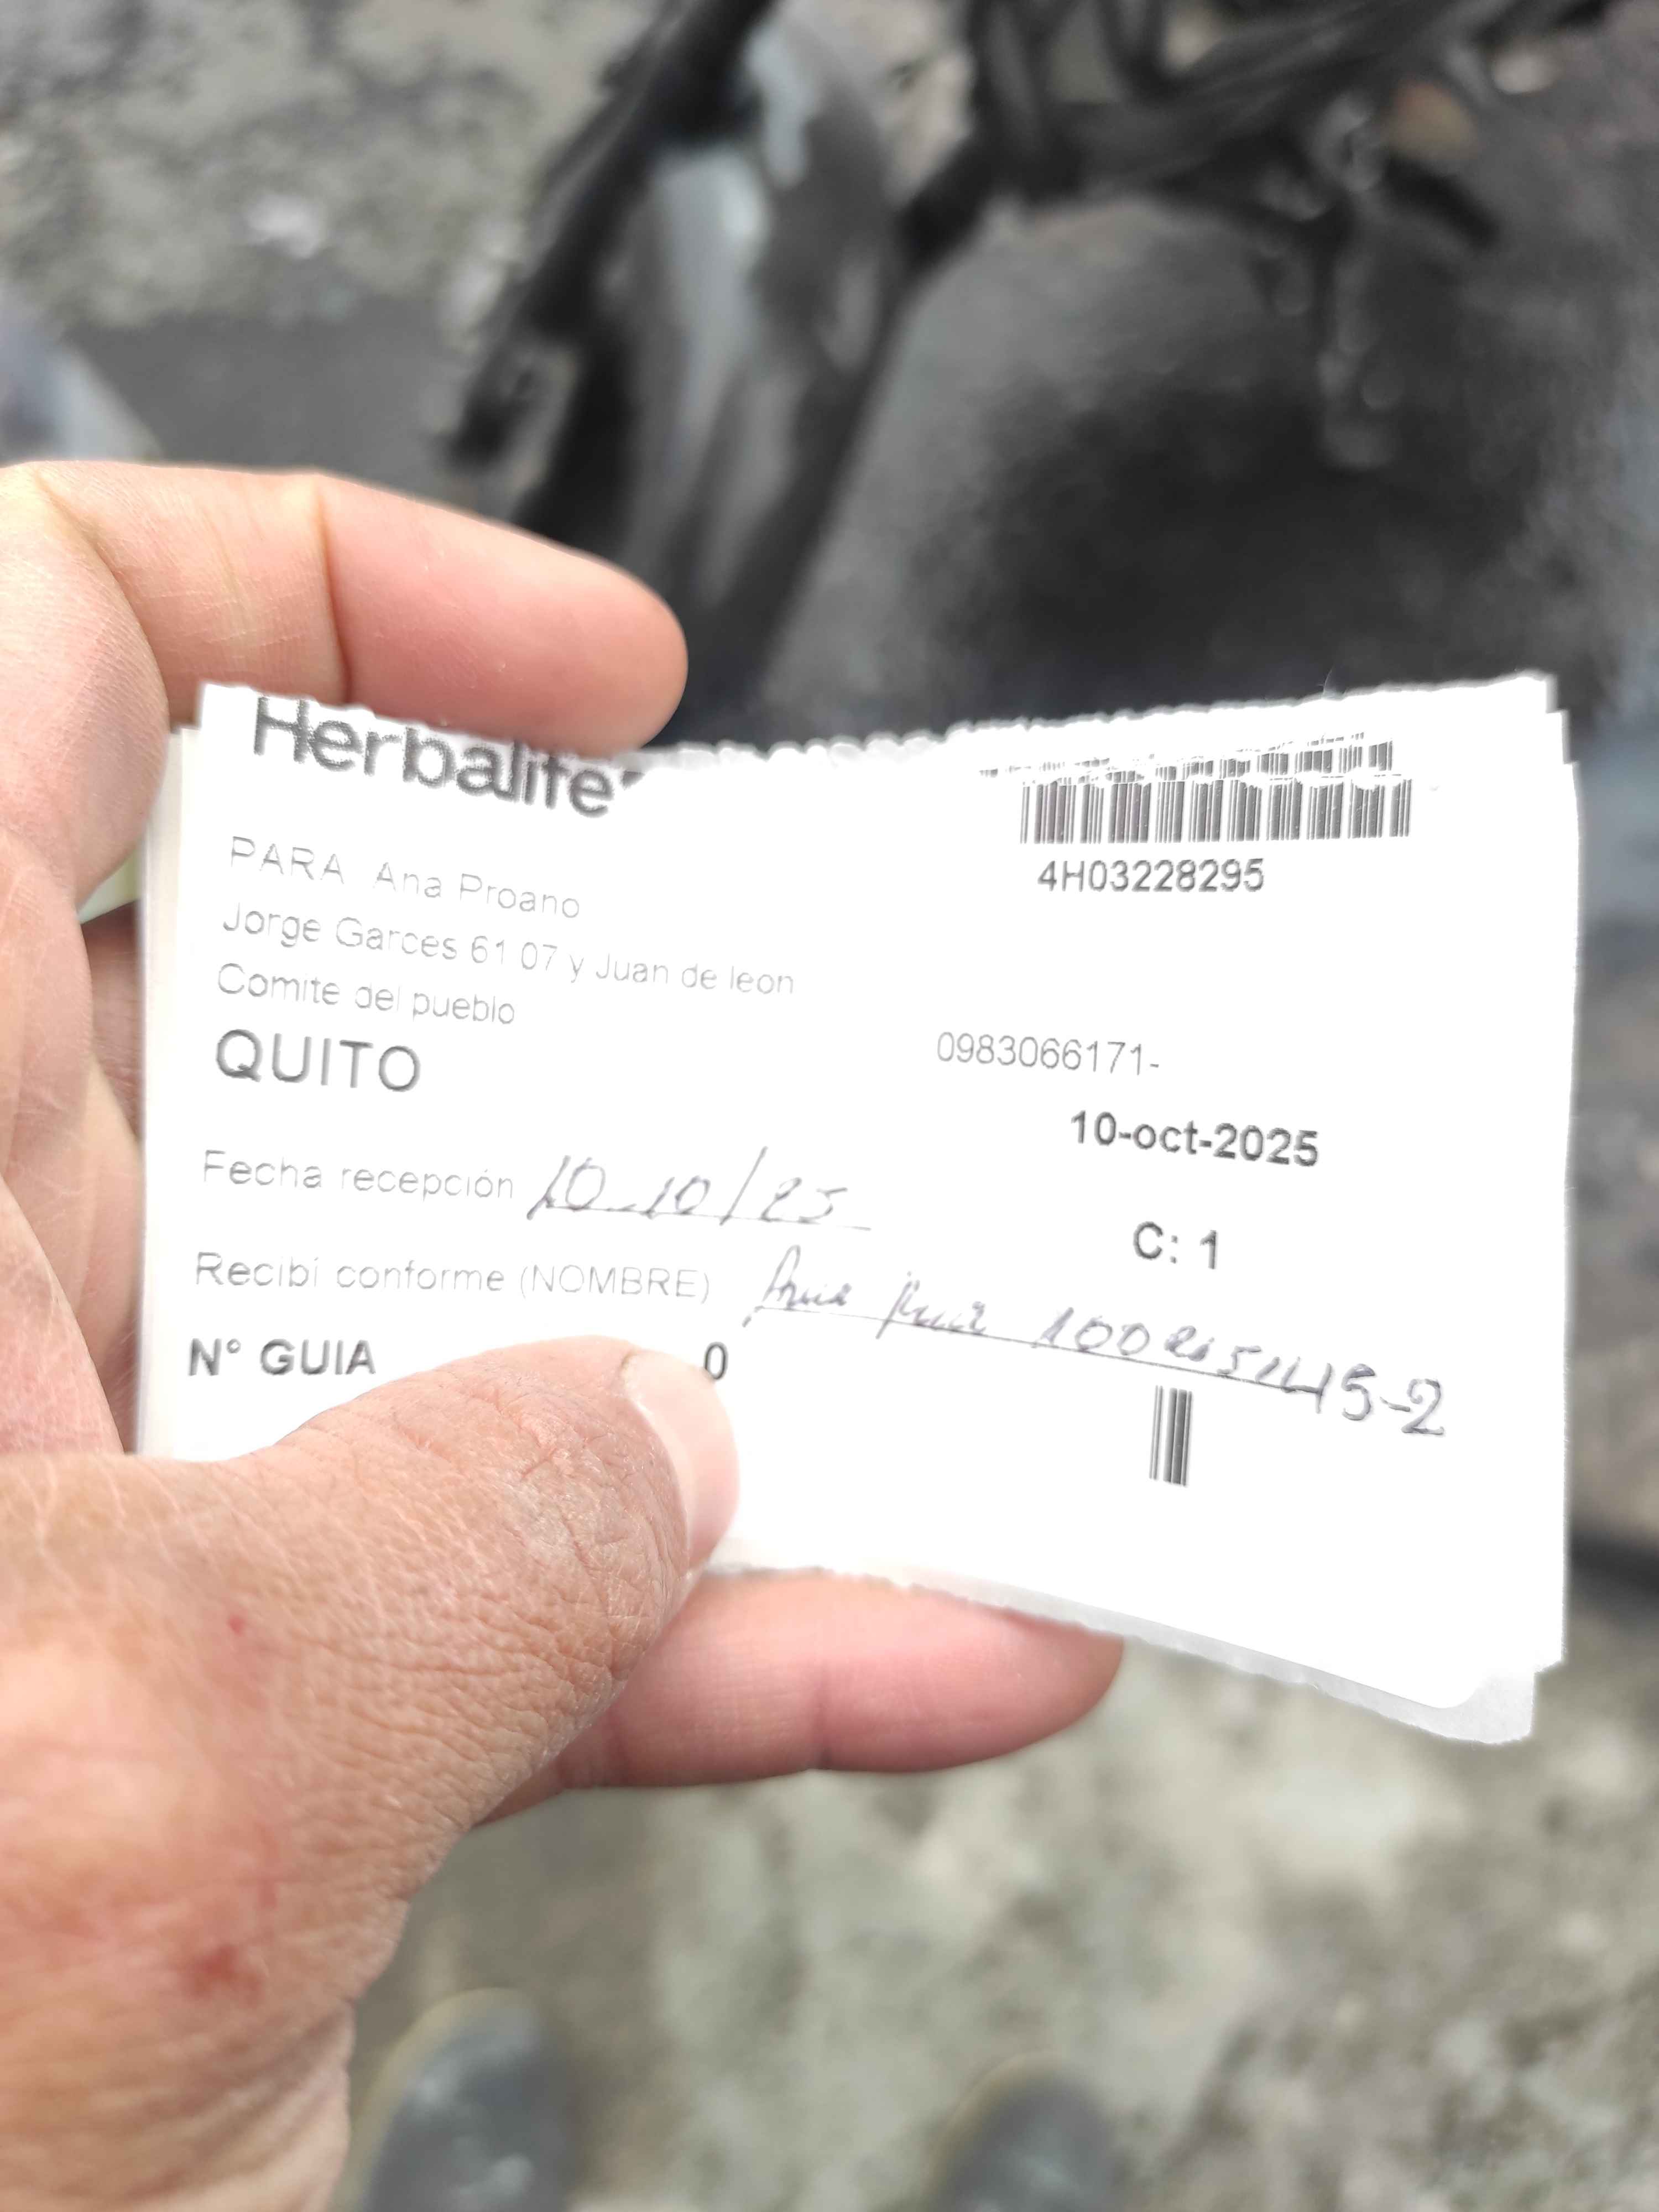 Herbalife
4H03228295
PARA Ana Proano
Jorge Garces 61 07 y Juan de leon
Comite del pueblo
QUITO
0983066171-
10-oct-2025
Fecha recepción 10-10/25
C: 1
Recibí conforme (NOMBRE) Ana
N° GUIA 0